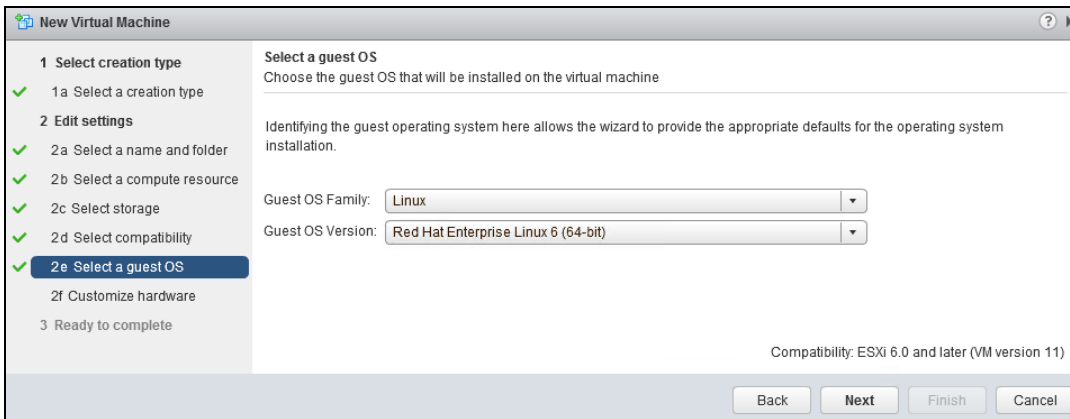 New Virtual Machine
?
1 Select creation type
1a Select a creation type
2 Edit settings
2a Select a name and folder
2b Select a compute resource
2c Select storage
2d Select compatibility
2e Select a guest OS
2f Customize hardware
3 Ready to complete
Select a guest OS
Choose the guest OS that will be installed on the virtual machine
Identifying the guest operating system here allows the wizard to provide the appropriate defaults for the operating system
installation.
Guest OS Family: Linux
Guest OS Version: Red Hat Enterprise Linux 6 (64-bit)
Compatibility: ESXi 6.0 and later (VM version 11)
Back Next Finish Cancel